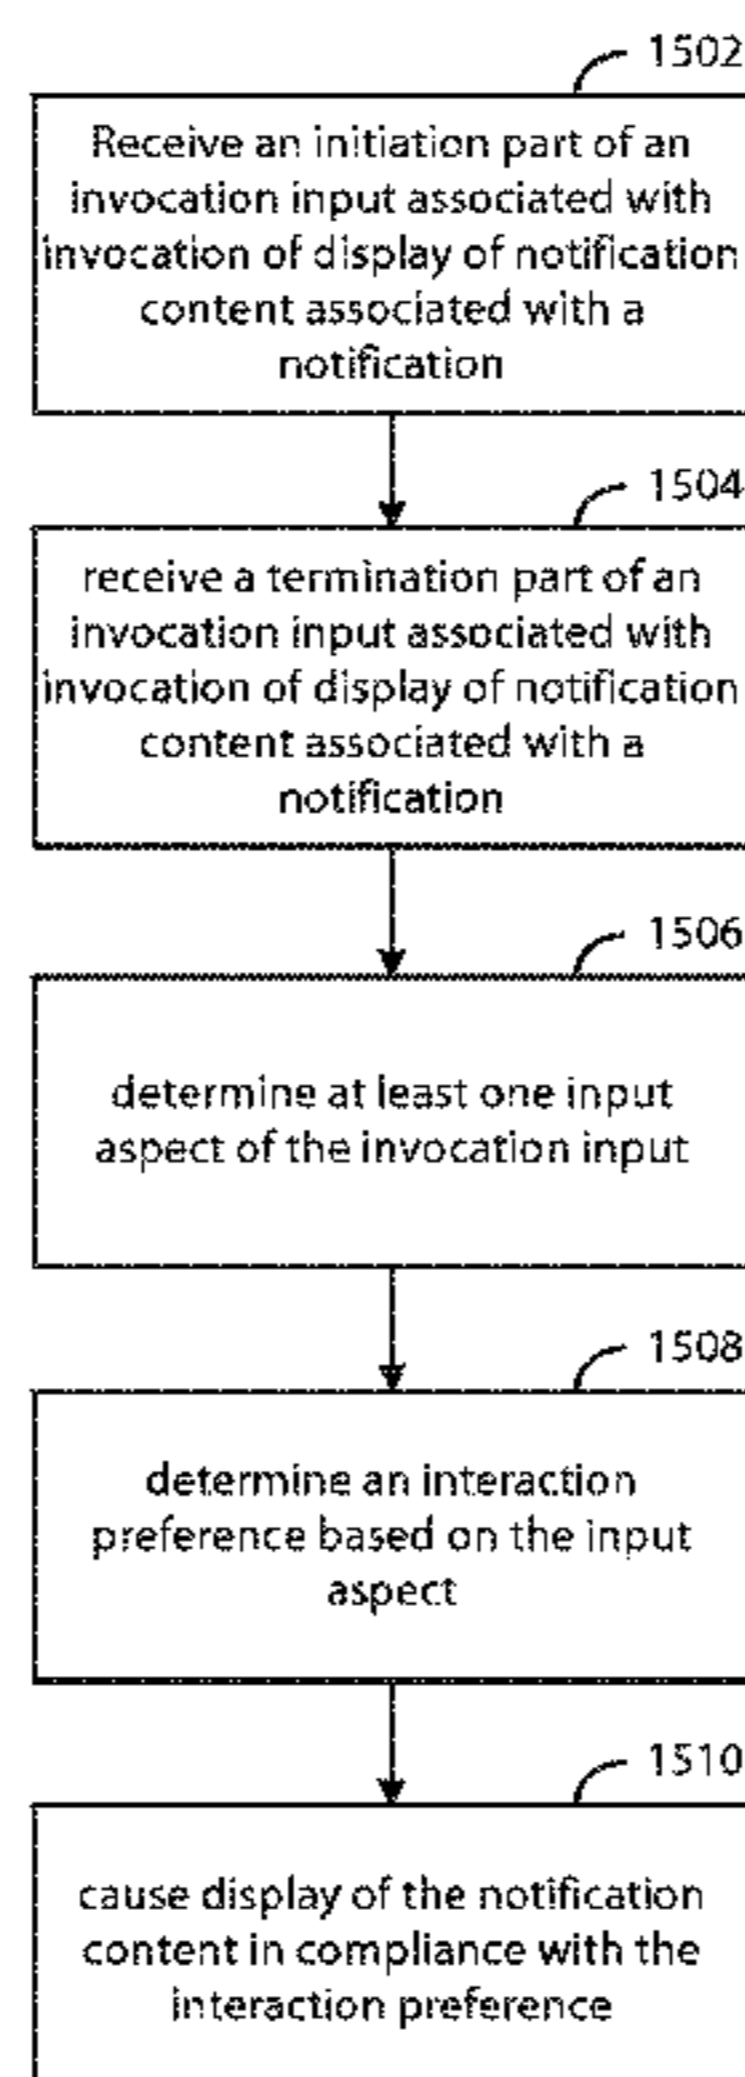 1502
Receive an initiation part of an
invocation input associated with
invocation of display of notification
content associated with a
notification
1504
receive a termination part of an
invocation input associated with
invocation of display of notification
content associated with a
notification
1506
determine at least one input
aspect of the invocation input
1508
determine an interaction
preference based on the input
aspect
1510
cause display of the notification
content in compliance with the
interaction preference